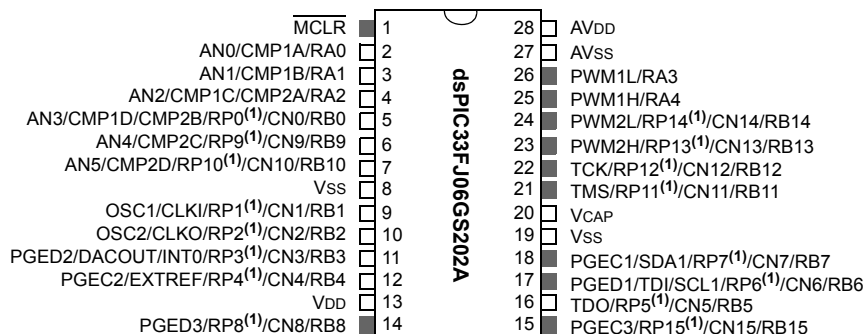 MCLR 1 28 AVDD
AN0/CMP1A/RA0 2 27 AVSS
AN1/CMP1B/RA1 3 26 PWM1L/RA3
AN2/CMP1C/CMP2A/RA2 4 25 PWM1H/RA4
AN3/CMP1D/CMP2B/RP0(1)/CN0/RB0 5 24 PWM2L/RP14(1)/CN14/RB14
AN4/CMP2C/RP9(1)/CN9/RB9 6 23 PWM2H/RP13(1)/CN13/RB13
AN5/CMP2D/RP10(1)/CN10/RB10 7 22 TCK/RP12(1)/CN12/RB12
VSS 8 21 TMS/RP11(1)/CN11/RB11
OSC1/CLKI/RP1(1)/CN1/RB1 9 20 VCAP
OSC2/CLKO/RP2(1)/CN2/RB2 10 19 VSS
PGED2/DACOUT/INT0/RP3(1)/CN3/RB3 11 18 PGEC1/SDA1/RP7(1)/CN7/RB7
PGEC2/EXTREF/RP4(1)/CN4/RB4 12 17 PGED1/TDI/SCL1/RP6(1)/CN6/RB6
VDD 13 16 TDO/RP5(1)/CN5/RB5
PGED3/RP8(1)/CN8/RB8 14 15 PGEC3/RP15(1)/CN15/RB15
dsPIC33FJ06GS202A